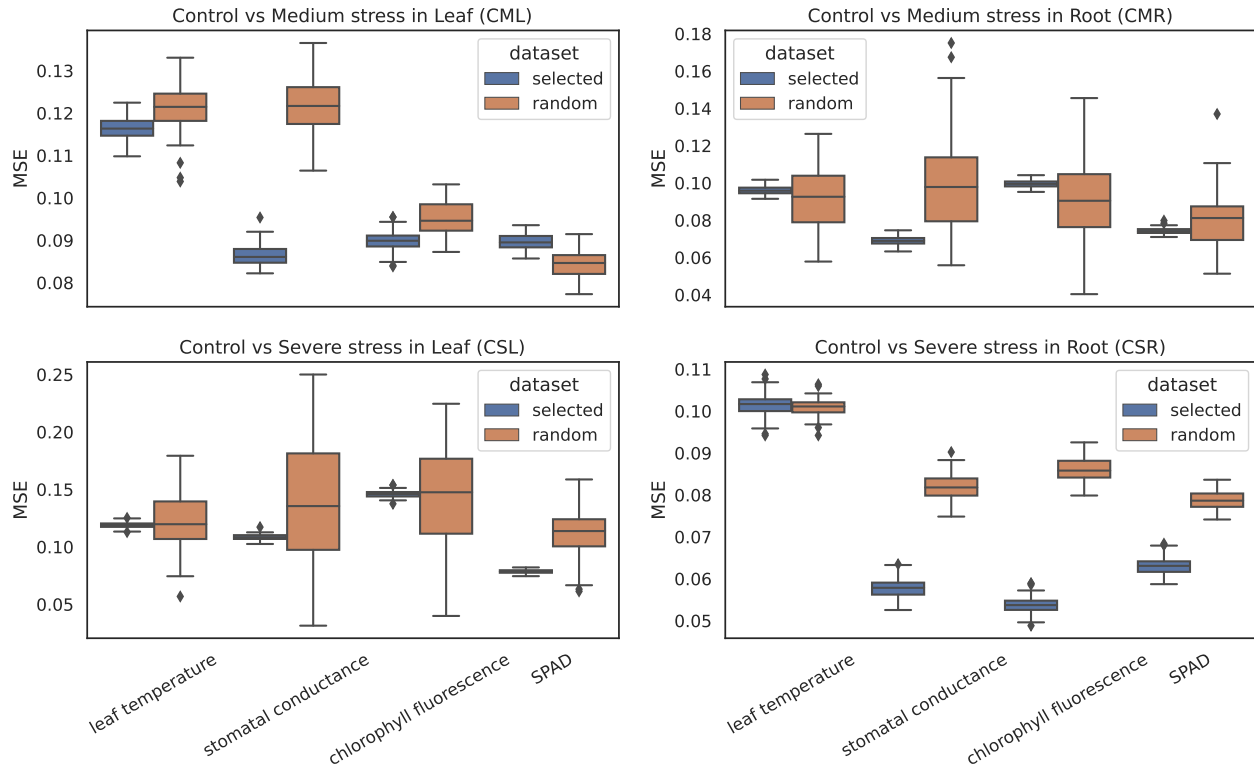 Control vs Medium stress in Leaf (CML)
MSE
0.13
0.12
0.11
0.10
0.09
0.08
dataset
selected
random
Control vs Medium stress in Root (CMR)
MSE
0.18
0.16
0.14
0.12
0.10
0.08
0.06
0.04
dataset
selected
random
Control vs Severe stress in Leaf (CSL)
MSE
0.25
0.20
0.15
0.10
0.05
dataset
selected
random
leaf temperature
stomatal conductance
chlorophyll fluorescence
SPAD
Control vs Severe stress in Root (CSR)
MSE
0.11
0.10
0.09
0.08
0.07
0.06
0.05
dataset
selected
random
leaf temperature
stomatal conductance
chlorophyll fluorescence
SPAD